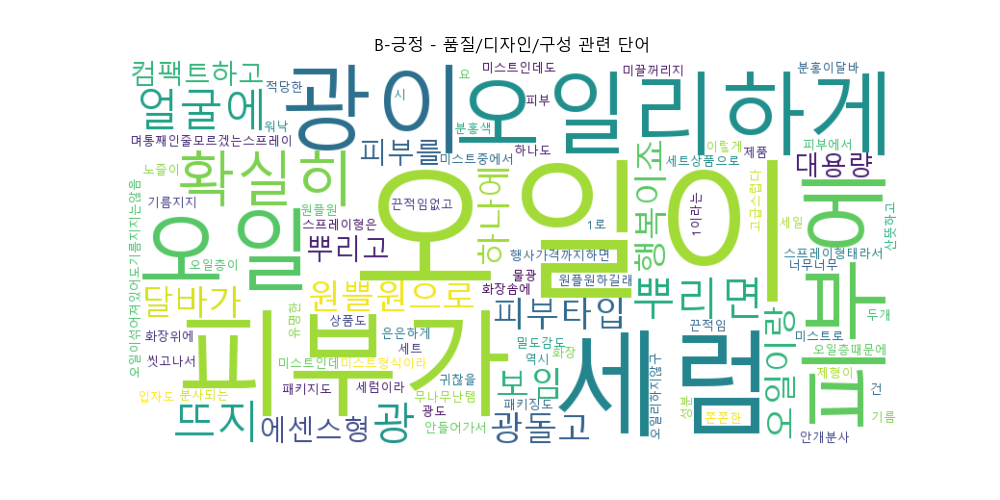 B-긍정 - 품질/디자인/구성 관련 단어
컴팩트하고
적당한
요
미스트인데도
미끌꺼리지
분홍이달바
얼굴에
광이
시
오일리하게
피부
워낙
분홍색
며통째인줄모르겠는스프레이
피부를
미스트중에서
하나도
이렇게
제품
피부에서
노즐이
확실히
세트상품으로
대용량
기름지지
원플원
끈적임없고
하나에
오일이
행복이죠
1이라는
고급스럽다
피부에
산뜻하고
오일
스프레이형은
1로
세일
오일층이
뿌리고
행사가격까지하면
스프레이형태라서
너무너무
오일이섞어져있어도기름지지는않음
달바가
원쁠원으로
물광
화장솜에
원플원하길래
뿌리면
두개
유명한
상품도
피부타입
끈적임
오일이랑
미스트로
화장위에
피부가
은은하게
밀도감도
세럼
오일층때문에
씻고나서
세트
역시
화장
미스트인데
미스트형식이라
보임
오일리하지않구
제형이
귀찮을
패키지도
세럼이라
입자도
분사되는
무나무난템
패키징도
성분
쫀쫀한
건
기름
뜨지
에센스형
광
광도
안들어가서
광돌고
안개분사